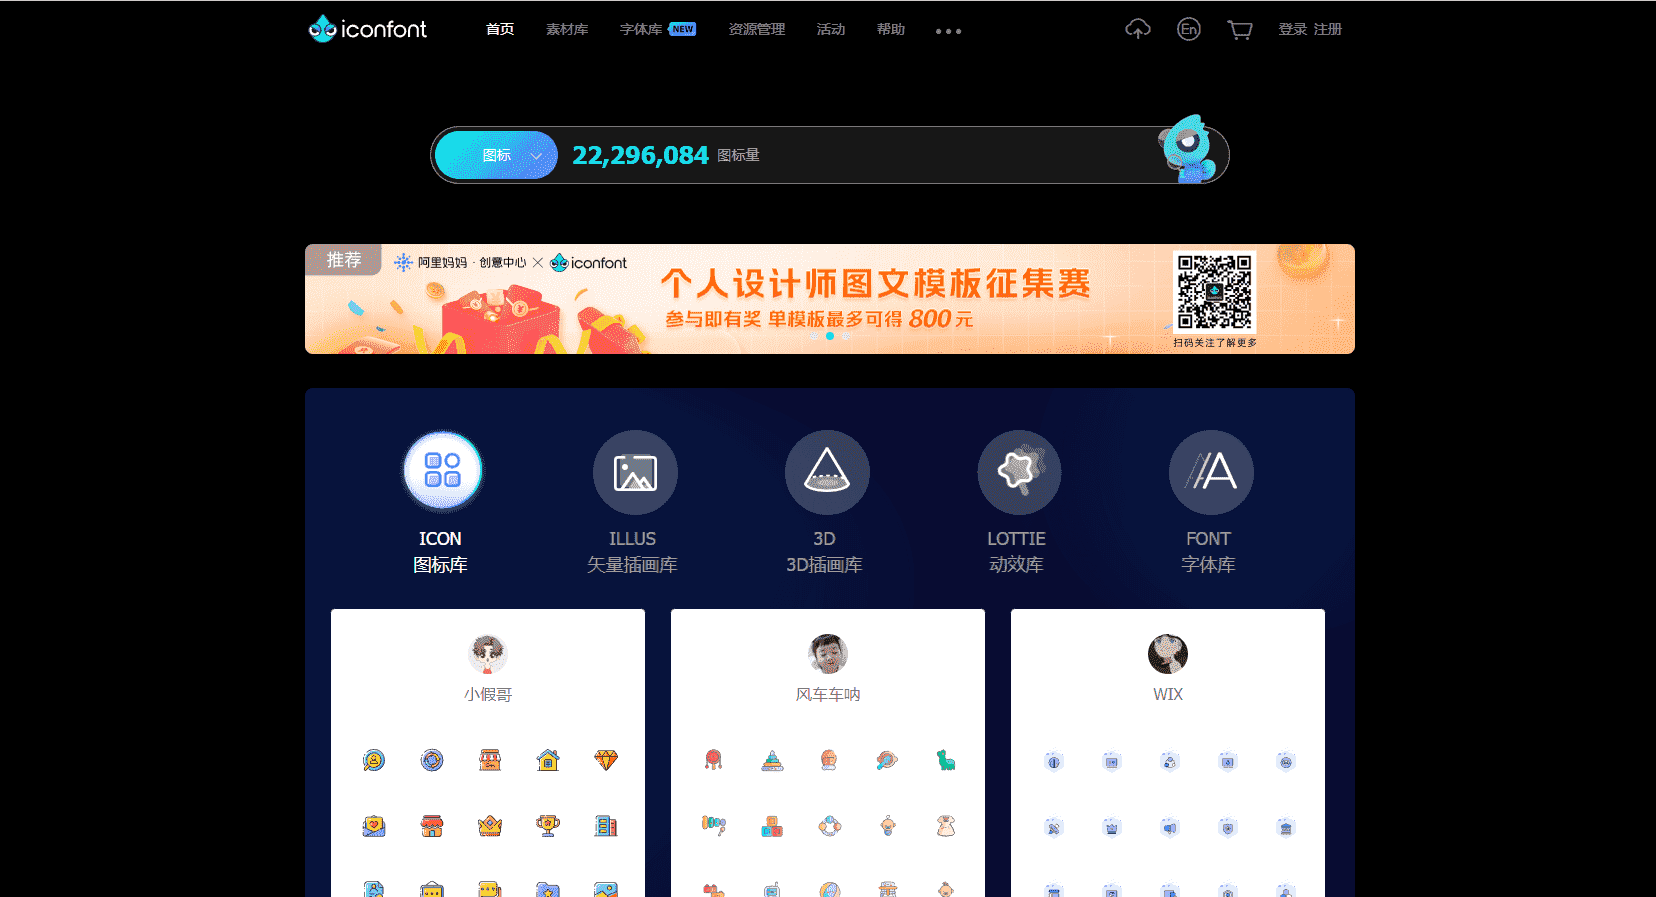 iconfont 首页 素材库 字体库 NEW 资源管理 活动 帮助 En 登录 注册
图标 22,296,084 图标量
推荐 阿里妈妈 · 创意中心 × iconfont
个人设计师图文模板征集赛
参与即有奖 单模板最多可得 800 元
扫码关注了解更多
ICON ILLUS 3D LOTTIE FONT
图标库 矢量插画库 3D插画库 动效库 字体库
小假哥 风车车呐 WIX